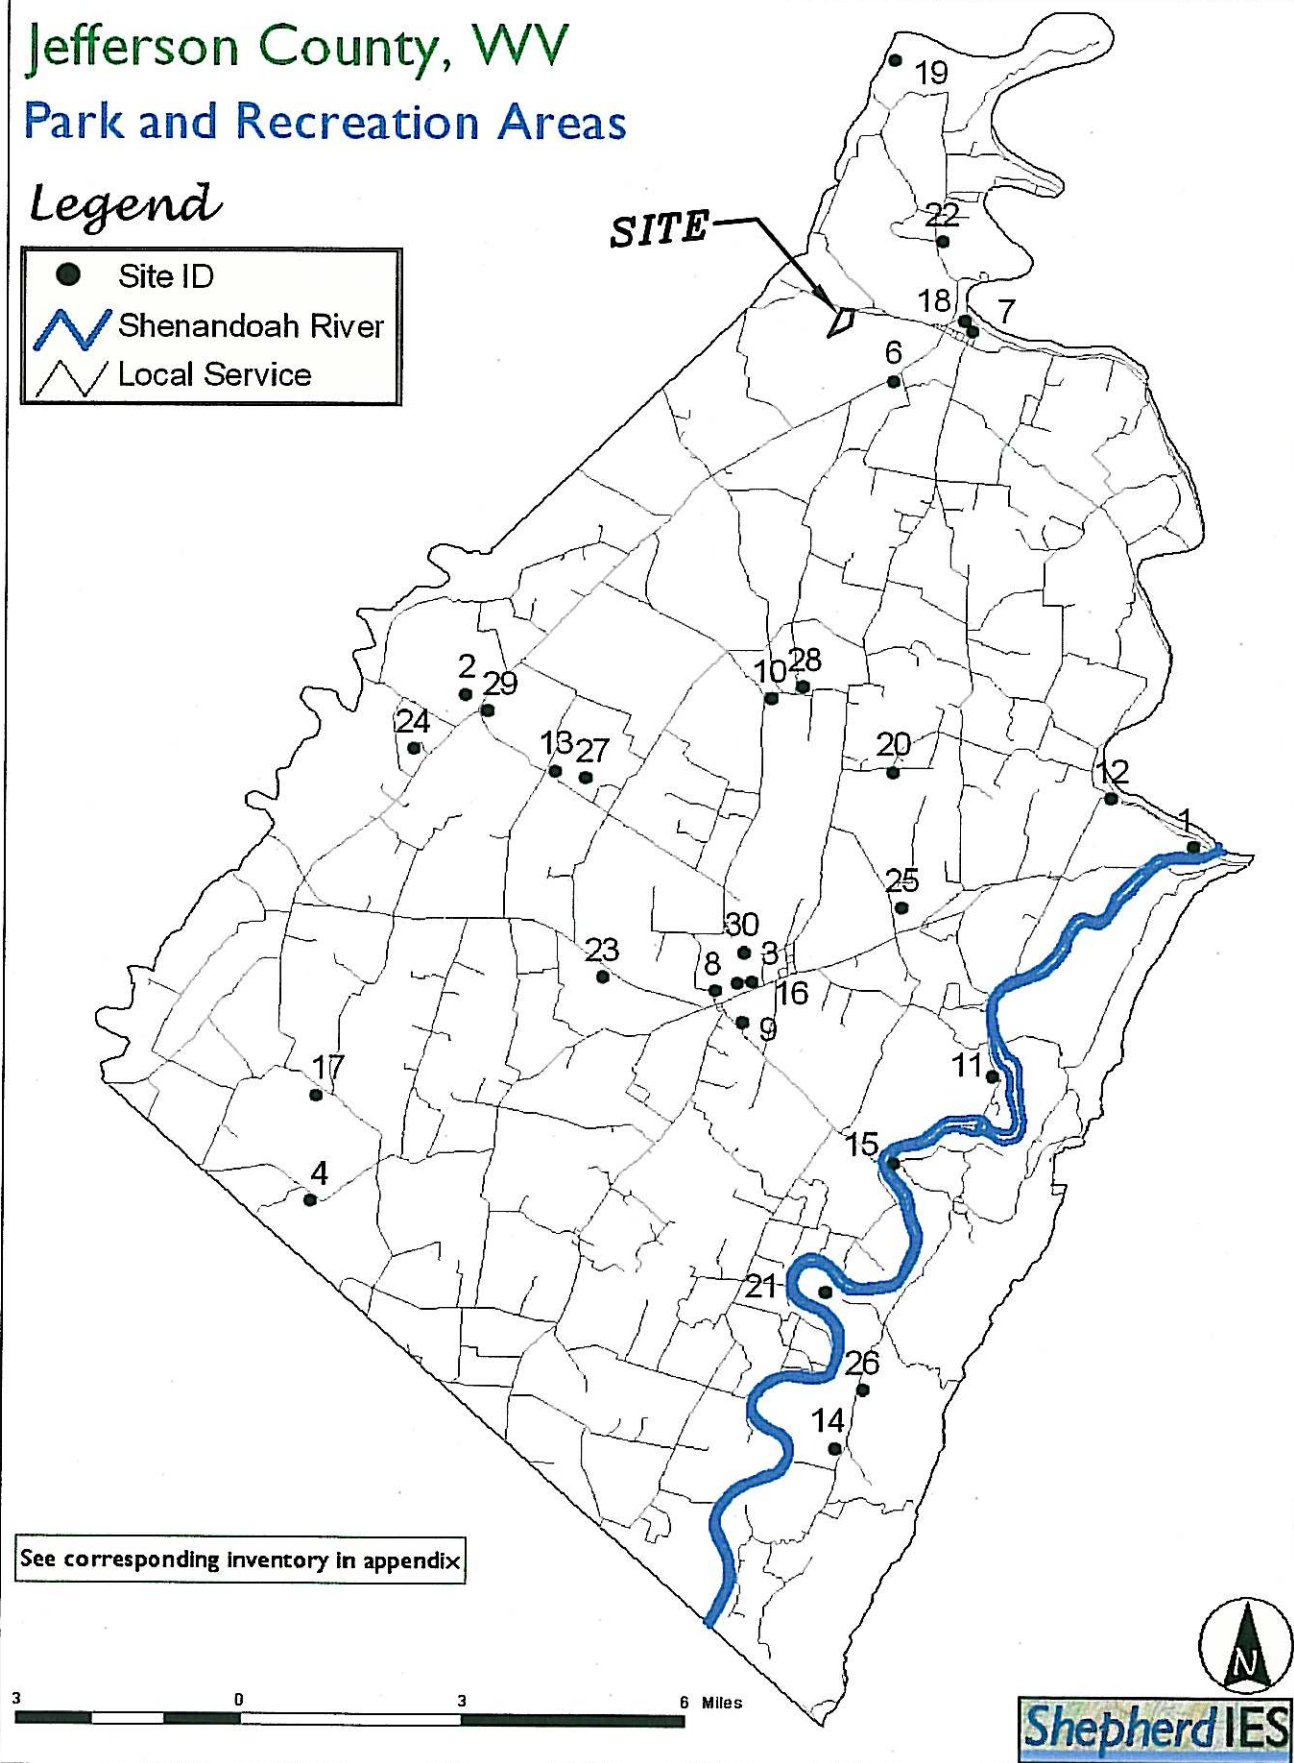 Jefferson County, WV
Park and Recreation Areas
Legend
Site ID
Shenandoah River
Local Service
SITE
19
22
18
7
6
2
29
24
10
28
13
27
20
12
1
25
30
3
8
23
16
9
11
17
15
4
21
26
14
See corresponding inventory in appendix
3 0 3 6 Miles
N
Shepherd IES